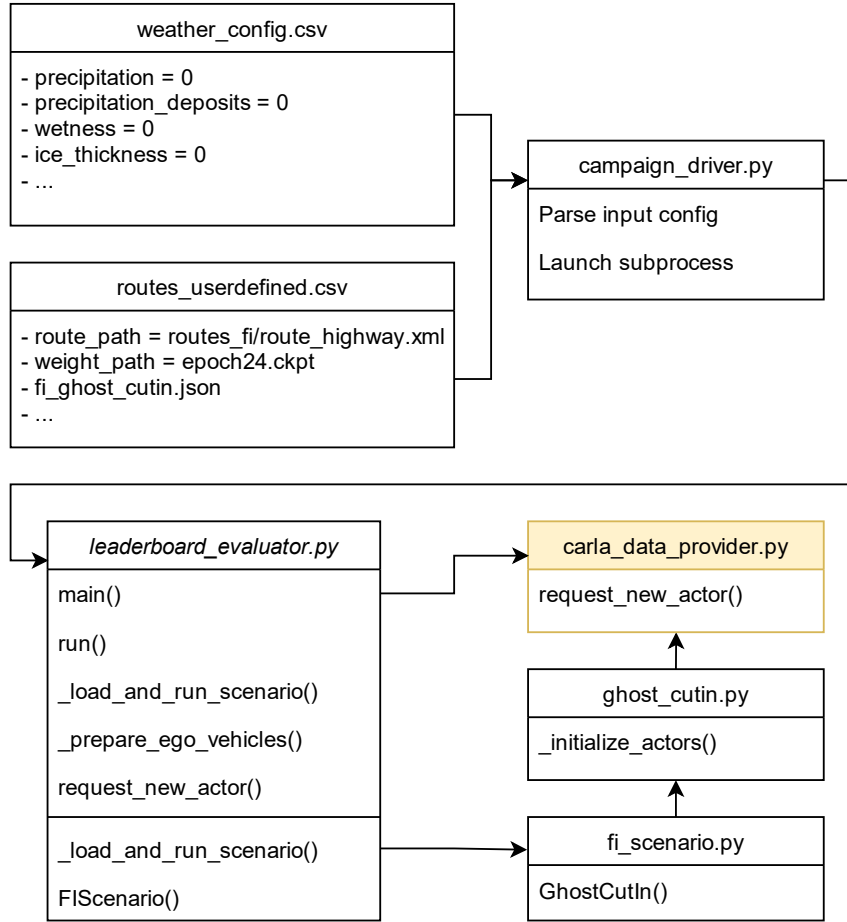 weather_config.csv
- precipitation = 0
- precipitation_deposits = 0
- wetness = 0
- ice_thickness = 0
- ...
campaign_driver.py
Parse input config
Launch subprocess
routes_userdefined.csv
- route_path = routes_fi/route_highway.xml
- weight_path = epoch24.ckpt
- fi_ghost_cutin.json
- ...
leaderboard_evaluator.py
main()
run()
_load_and_run_scenario()
_prepare_ego_vehicles()
request_new_actor()
_load_and_run_scenario()
FIScenario()
carla_data_provider.py
request_new_actor()
ghost_cutin.py
_initialize_actors()
fi_scenario.py
GhostCutIn()